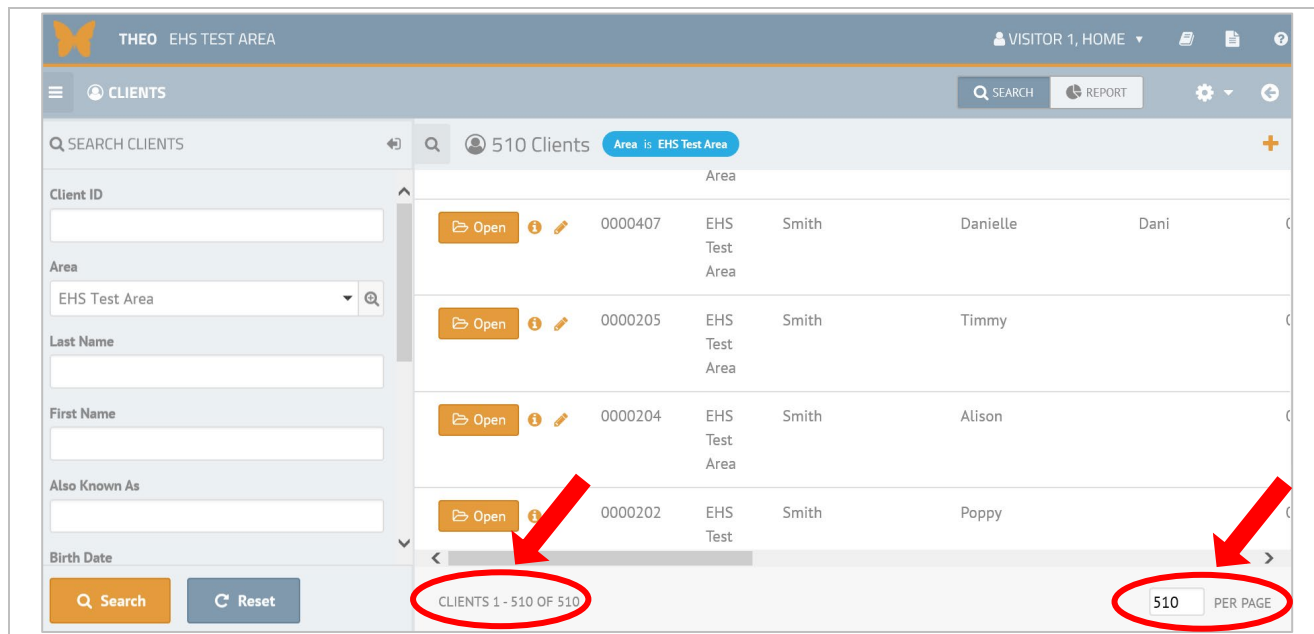 THEO EHS TEST AREA VISITOR 1, HOME
CLIENTS SEARCH REPORT
SEARCH CLIENTS 510 Clients Area is EHS Test Area
Area
Client ID
Open 0000407 EHS Test Area Smith Danielle Dani
Area
EHS Test Area
Open 0000205 EHS Test Area Smith Timmy
Last Name
First Name
Open 0000204 EHS Test Area Smith Alison
Also Known As
Open 0000202 EHS Test Smith Poppy
Birth Date
Search Reset CLIENTS 1 - 510 OF 510 510 PER PAGE